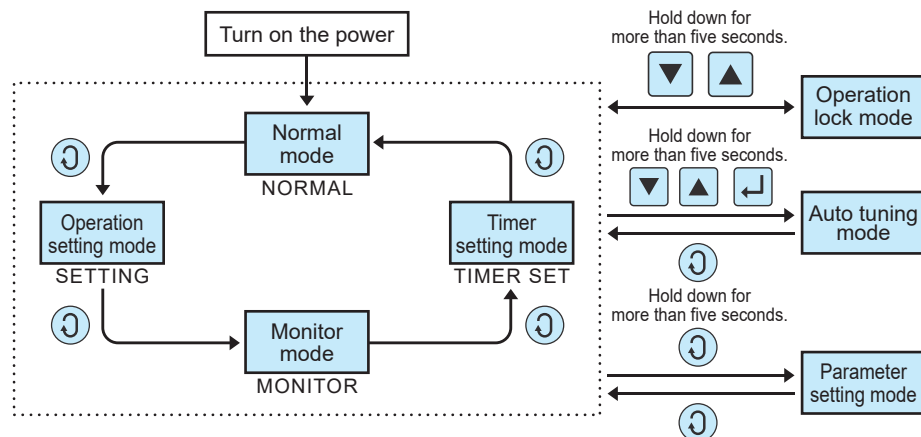 Turn on the power
Normal
mode
NORMAL
Operation
setting mode
SETTING
Timer
setting mode
TIMER SET
Monitor
mode
MONITOR
Hold down for
more than five seconds.
Operation
lock mode
Hold down for
more than five seconds.
Auto tuning
mode
Hold down for
more than five seconds.
Parameter
setting mode